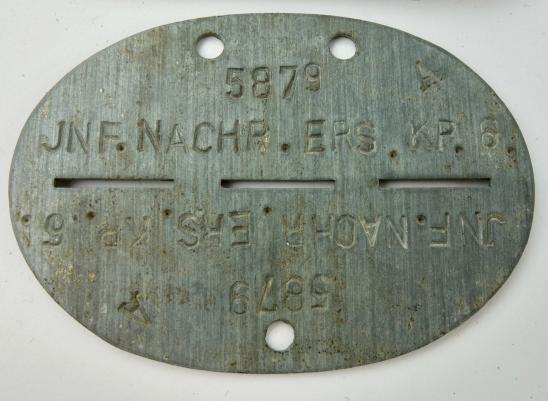 5879
A
JNF. NACHR. ERS. KP. 6.
JNF. NACHR. ERS. KP. 6.
5879
A